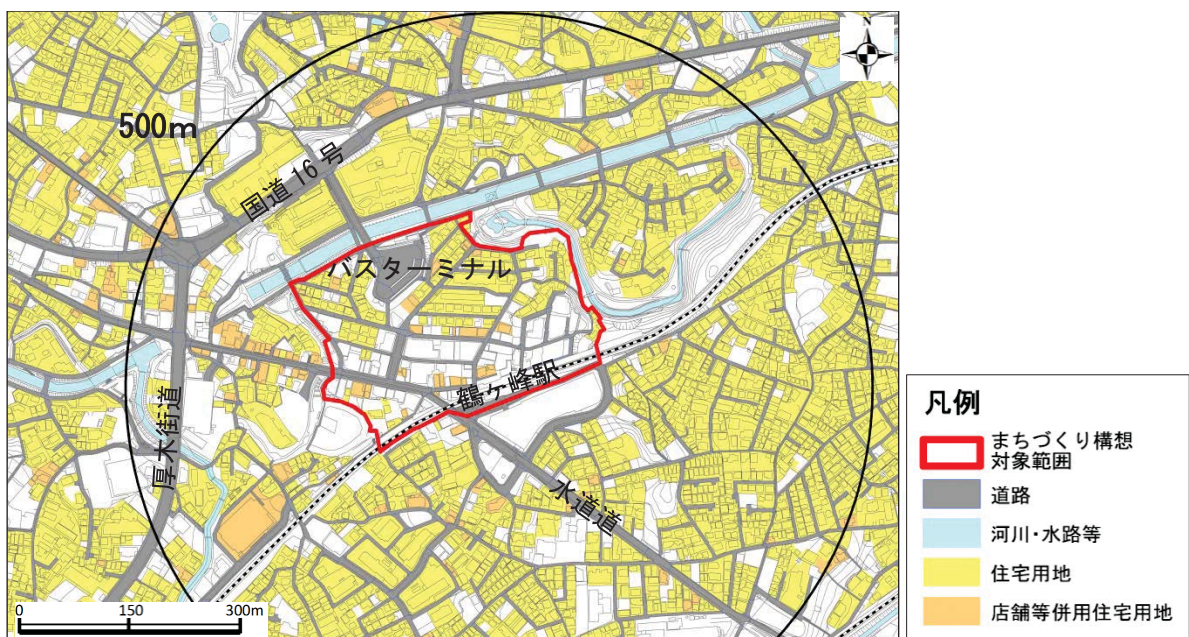 N
500m
国道16号
バスターミナル
鶴ヶ峰駅
厚木街道
水道道
0 150 300m
凡例
まちづくり構想
対象範囲
道路
河川・水路等
住宅用地
店舗等併用住宅用地